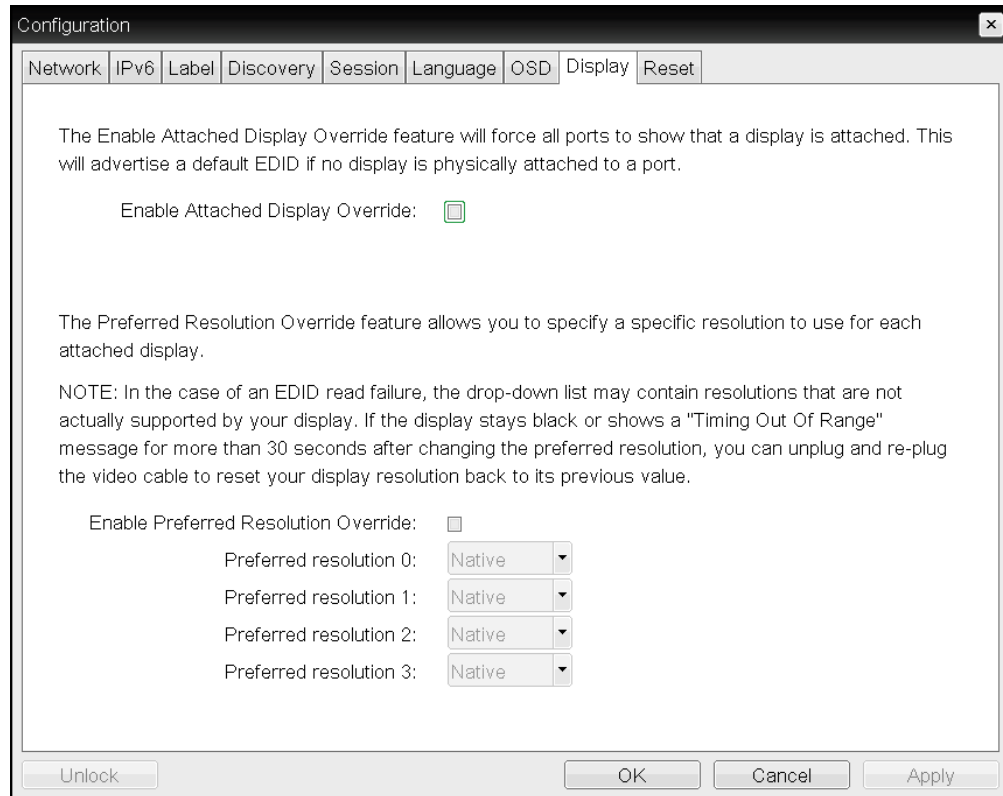 Configuration
Network IPv6 Label Discovery Session Language OSD Display Reset
The Enable Attached Display Override feature will force all ports to show that a display is attached. This
will advertise a default EDID if no display is physically attached to a port.
Enable Attached Display Override:
The Preferred Resolution Override feature allows you to specify a specific resolution to use for each
attached display.
NOTE: In the case of an EDID read failure, the drop-down list may contain resolutions that are not
actually supported by your display. If the display stays black or shows a "Timing Out Of Range"
message for more than 30 seconds after changing the preferred resolution, you can unplug and re-plug
the video cable to reset your display resolution back to its previous value.
Enable Preferred Resolution Override:
Preferred resolution 0: Native
Preferred resolution 1: Native
Preferred resolution 2: Native
Preferred resolution 3: Native
Unlock OK Cancel Apply